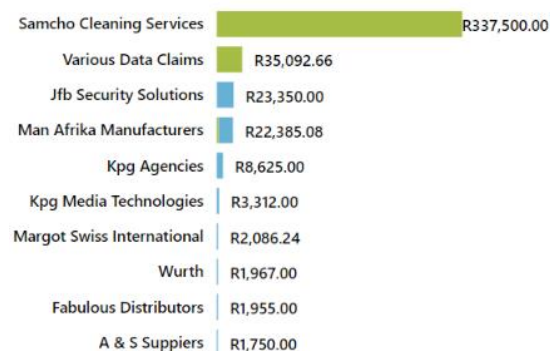 Samcho Cleaning Services R337,500.00
Various Data Claims R35,092.66
Jfb Security Solutions R23,350.00
Man Afrika Manufacturers R22,385.08
Kpg Agencies R8,625.00
Kpg Media Technologies R3,312.00
Margot Swiss International R2,086.24
Wurth R1,967.00
Fabulous Distributors R1,955.00
A & S Suppiers R1,750.00